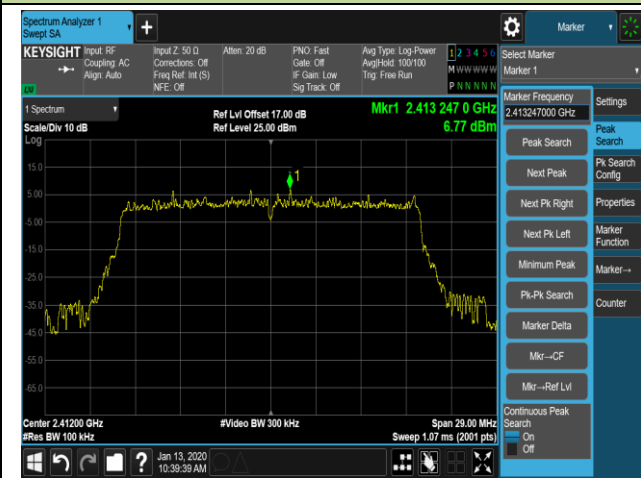 Spectrum Analyzer 1
Swept SA
Marker
KEYSIGHT
Input: RF
Coupling: AC
Align: Auto
Input Z: 50 Ω
Corrections: Off
Freq Ref: Int (S)
NFE: Off
Atten: 20 dB
PNO: Fast
Gate: Off
IF Gain: Low
Sig Track: Off
Avg Type: Log-Power
Avg|Hold: 100/100
Trig: Free Run
1 2 3 4 5 6
M W W W W W
P N N N N N
LXI
Select Marker
Marker 1
1 Spectrum
Scale/Div 10 dB
Log
Ref Lvl Offset 17.00 dB
Ref Level 25.00 dBm
Mkr1 2.413 247 0 GHz
6.77 dBm
15.0
5.00
-5.00
-15.0
-25.0
-35.0
-45.0
-55.0
-65.0
1
Center 2.41200 GHz
#Res BW 100 kHz
#Video BW 300 kHz
Span 29.00 MHz
Sweep 1.07 ms (2001 pts)
Marker Frequency
2.413247000 GHz
Peak Search
Next Peak
Next Pk Right
Next Pk Left
Minimum Peak
Pk-Pk Search
Marker Delta
Mkr→CF
Mkr→Ref Lvl
Continuous Peak
Search
On
Off
Settings
Peak
Search
Pk Search
Config
Properties
Marker
Function
Marker→
Counter
?
Jan 13, 2020
10:39:39 AM